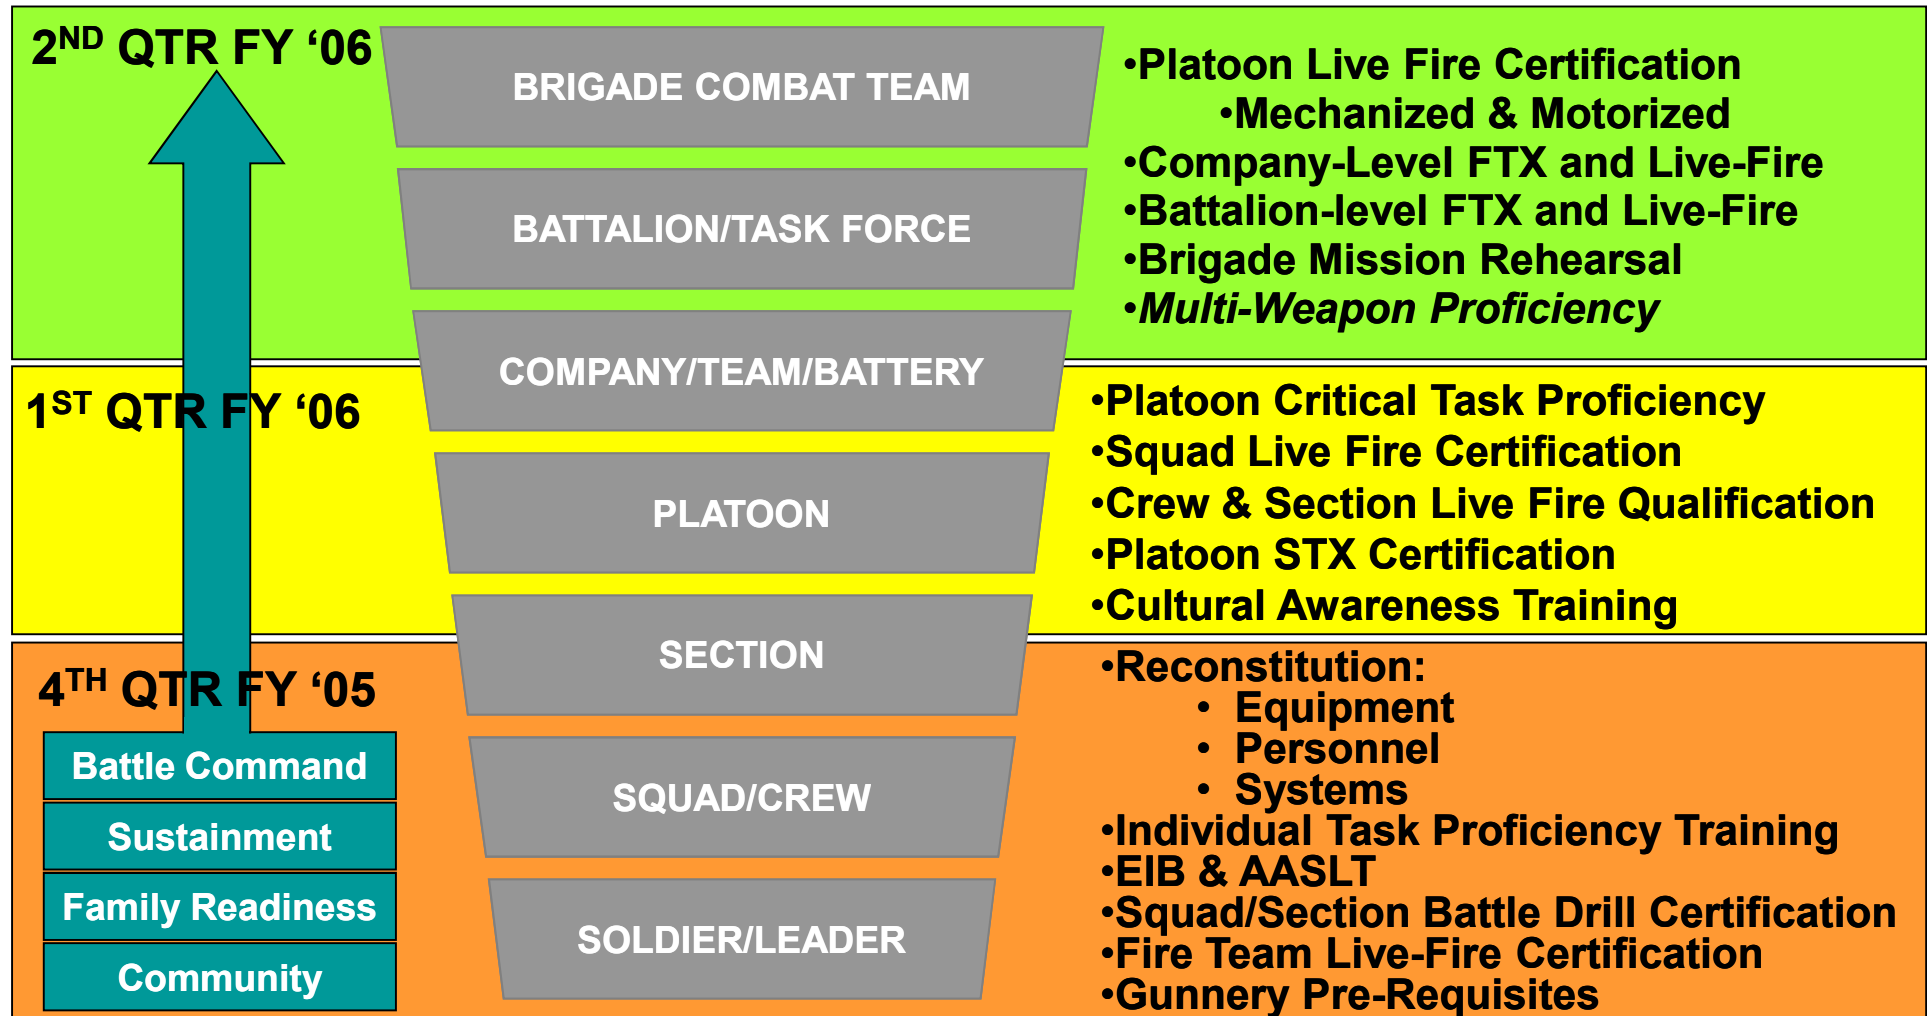 2ND QTR FY ‘06
BRIGADE COMBAT TEAM
BATTALION/TASK FORCE
•Platoon Live Fire Certification
•Mechanized & Motorized
•Company-Level FTX and Live-Fire
•Battalion-level FTX and Live-Fire
•Brigade Mission Rehearsal
•Multi-Weapon Proficiency
COMPANY/TEAM/BATTERY
1ST QTR FY ‘06
PLATOON
•Platoon Critical Task Proficiency
•Squad Live Fire Certification
•Crew & Section Live Fire Qualification
•Platoon STX Certification
•Cultural Awareness Training
SECTION
4TH QTR FY ‘05
Battle Command
Sustainment
Family Readiness
Community
SQUAD/CREW
SOLDIER/LEADER
•Reconstitution:
• Equipment
• Personnel
• Systems
•Individual Task Proficiency Training
•EIB & AASLT
•Squad/Section Battle Drill Certification
•Fire Team Live-Fire Certification
•Gunnery Pre-Requisites